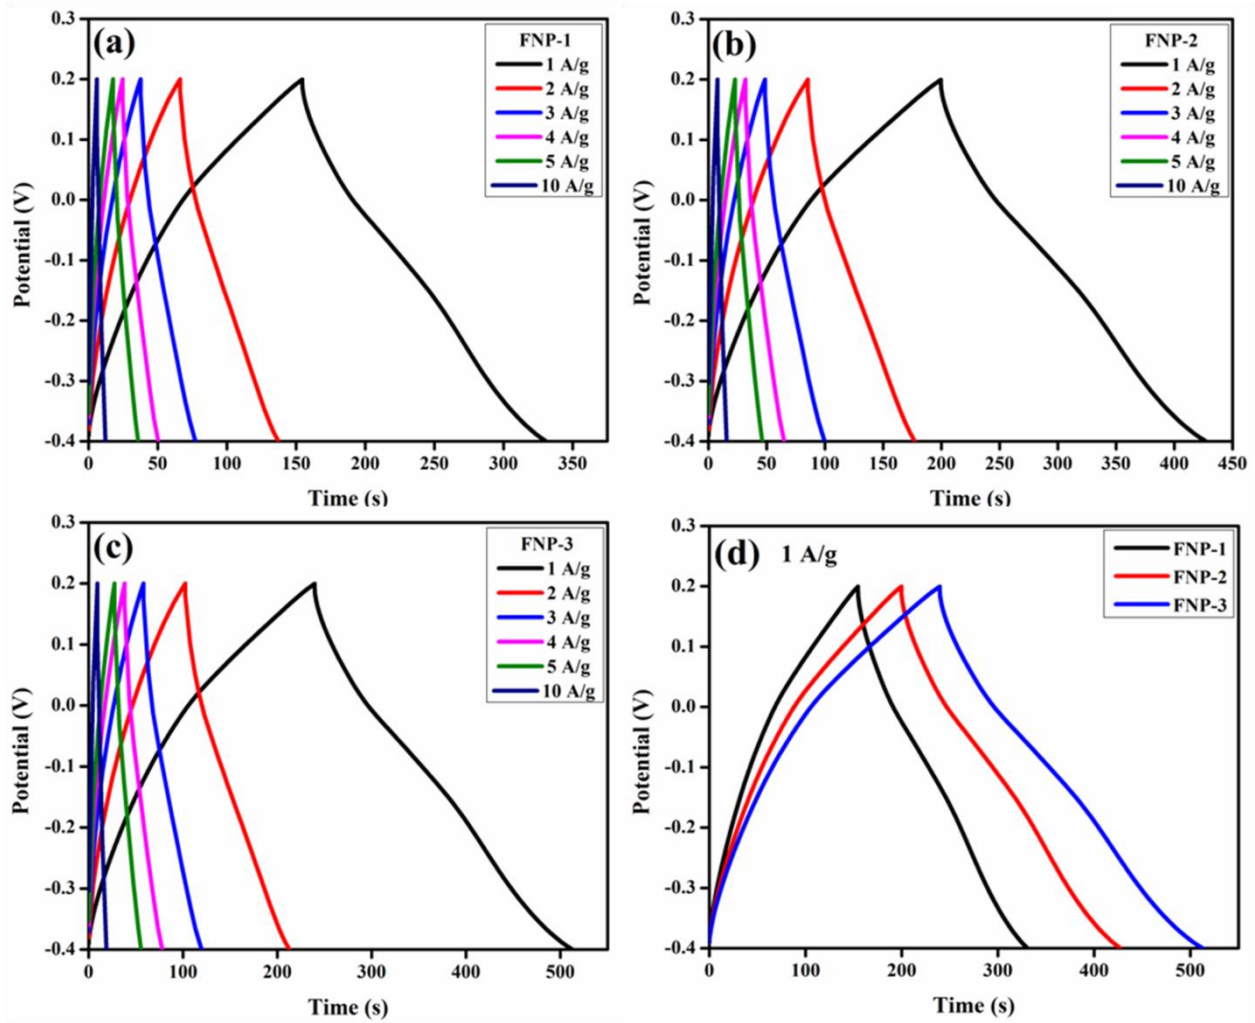 (a)
FNP-1
1 A/g
2 A/g
3 A/g
4 A/g
5 A/g
10 A/g
0.3
0.2
0.1
0.0
-0.1
-0.2
-0.3
-0.4
Potential (V)
0 50 100 150 200 250 300 350
Time (s)
(b)
FNP-2
1 A/g
2 A/g
3 A/g
4 A/g
5 A/g
10 A/g
0.3
0.2
0.1
0.0
-0.1
-0.2
-0.3
-0.4
Potential (V)
0 50 100 150 200 250 300 350 400 450
Time (s)
(c)
FNP-3
1 A/g
2 A/g
3 A/g
4 A/g
5 A/g
10 A/g
0.3
0.2
0.1
0.0
-0.1
-0.2
-0.3
-0.4
Potential (V)
0 100 200 300 400 500
Time (s)
(d) 1 A/g
FNP-1
FNP-2
FNP-3
0.3
0.2
0.1
0.0
-0.1
-0.2
-0.3
-0.4
Potential (V)
0 100 200 300 400 500
Time (s)